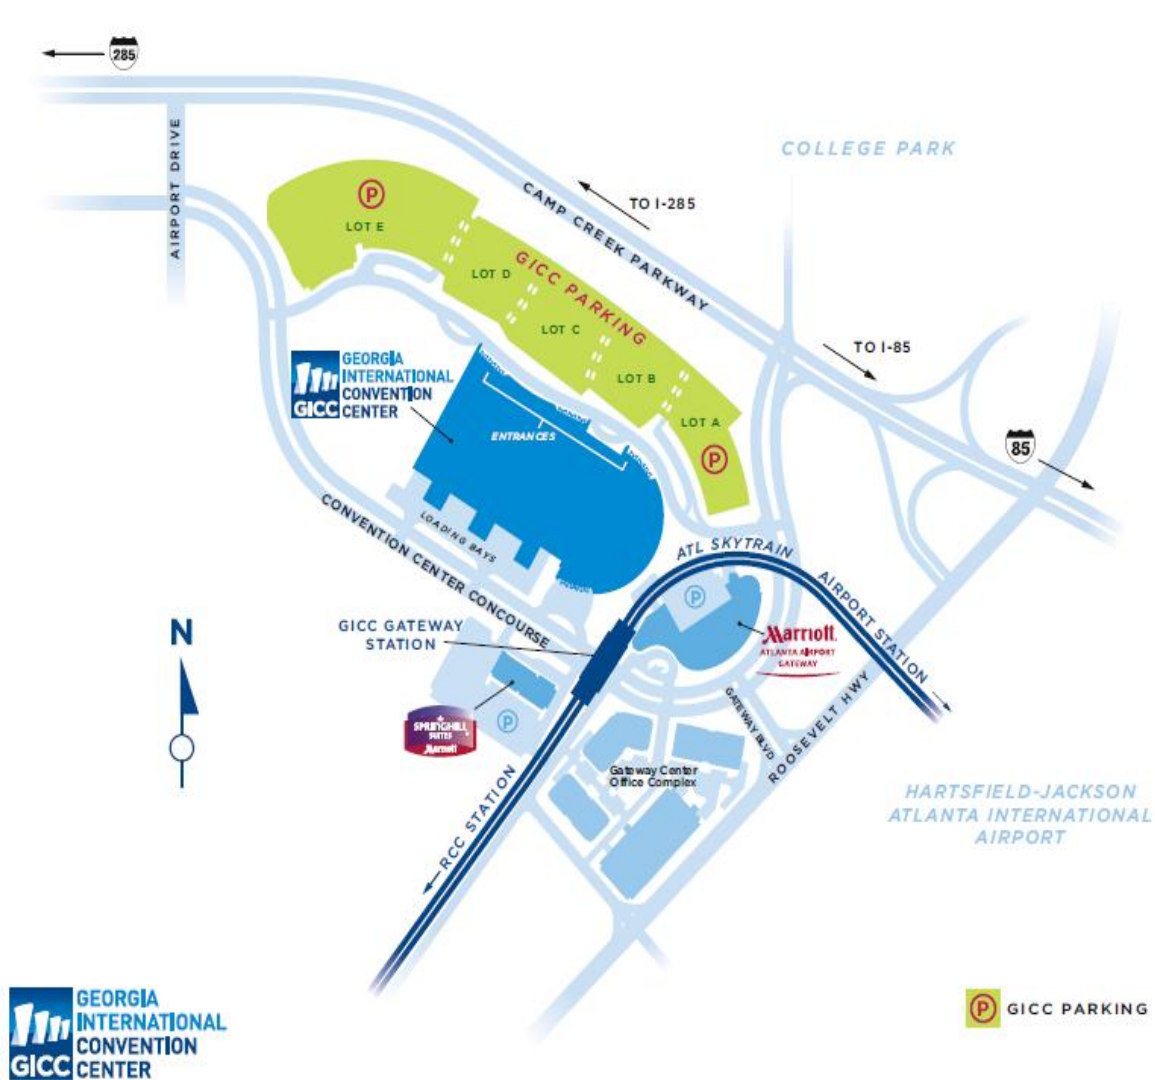 285
COLLEGE PARK
AIRPORT DRIVE
TO I-285
CAMP CREEK PARKWAY
P
LOT E
LOT D
GICC PARKING
LOT C
LOT B
LOT A
P
TO I-85
85
GEORGIA
INTERNATIONAL
CONVENTION
CENTER
GICC
ENTRANCES
LOADING BAYS
CONVENTION CENTER CONCOURSE
ATL SKYTRAIN
AIRPORT STATION
P
GICC GATEWAY
STATION
N
Marriott
ATLANTA AIRPORT
GATEWAY
SPRINGHILL
SUITES
Marriott
P
GATEWAY BLVD
ROOSEVELT HWY
Gateway Center
Office Complex
RCC STATION
HARTSFIELD-JACKSON
ATLANTA INTERNATIONAL
AIRPORT
GEORGIA
INTERNATIONAL
CONVENTION
CENTER
GICC
P GICC PARKING